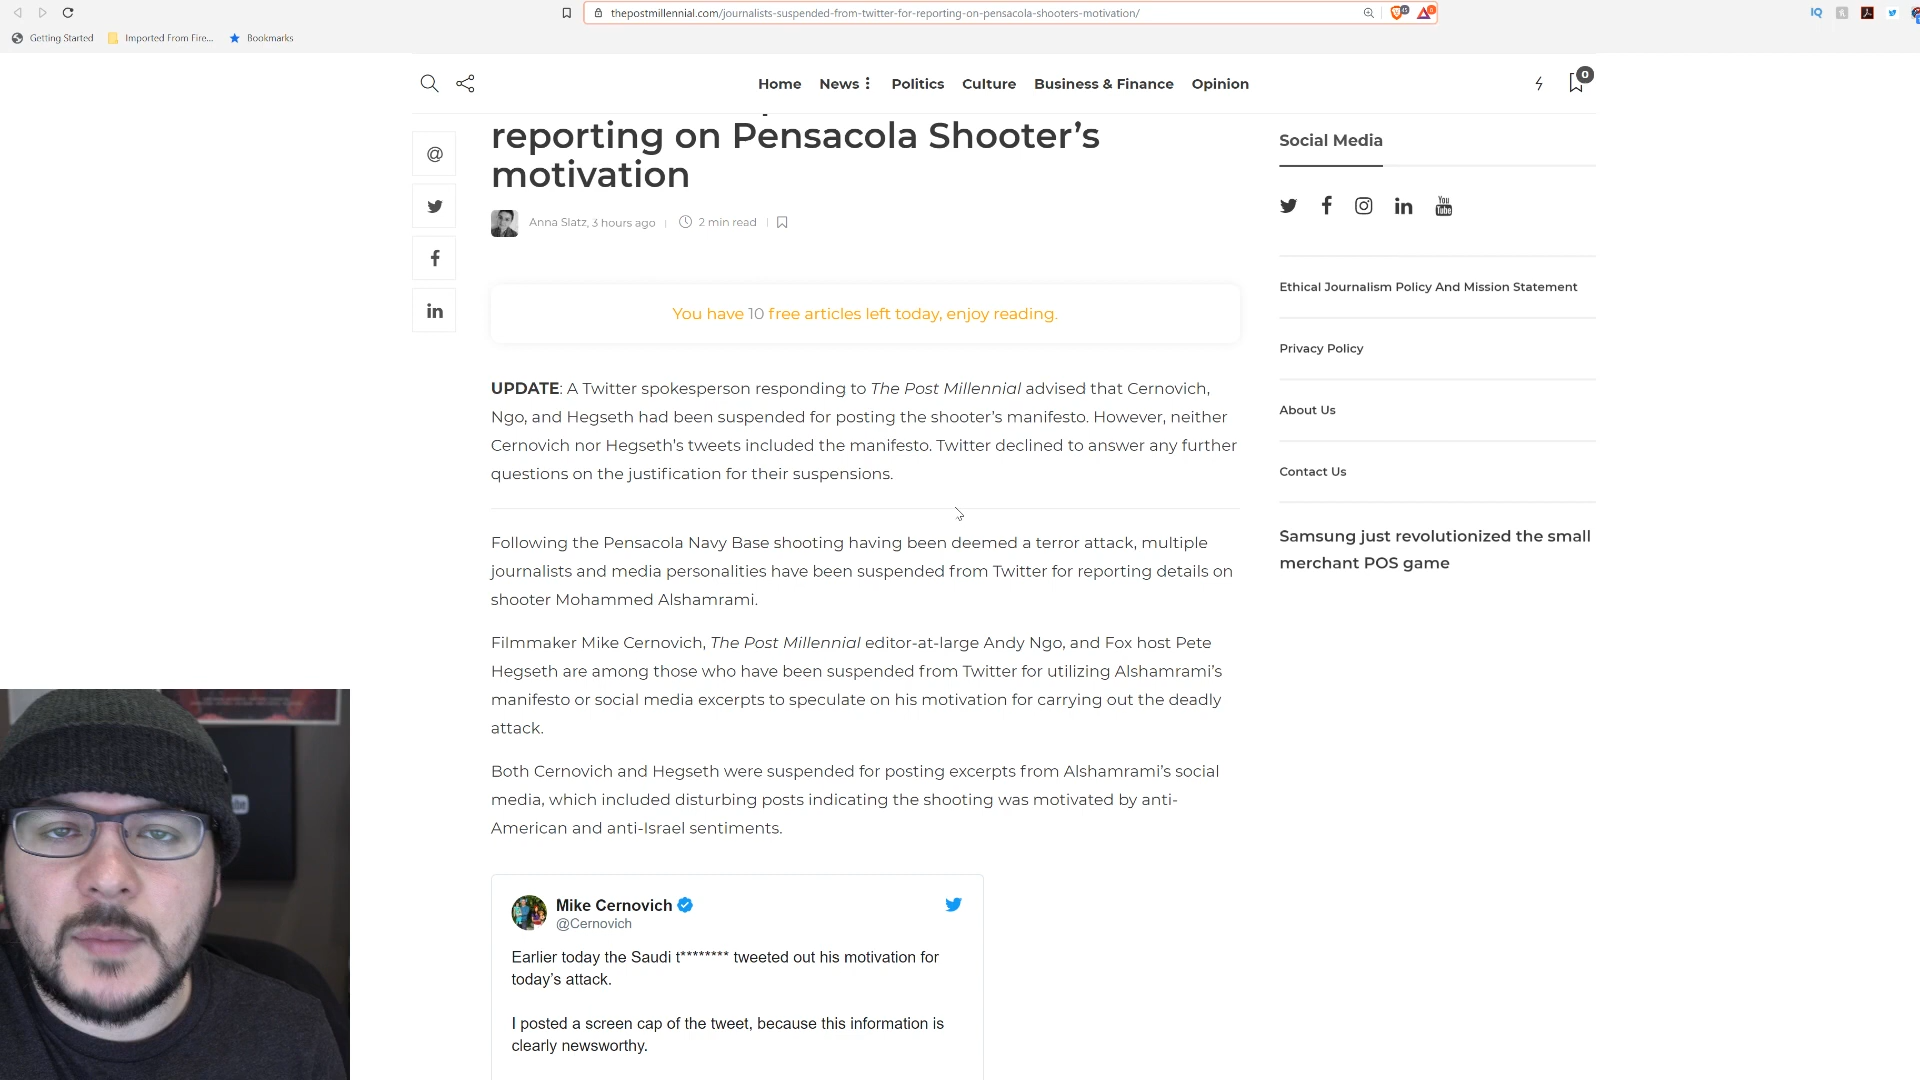 thepostmillennial.com/journalists-suspended-from-twitter-for-reporting-on-pensacola-shooters-motivation/
IQ
Getting Started
Imported From Fire...
Bookmarks
Home
News
Politics
Culture
Business & Finance
Opinion
0
reporting on Pensacola Shooter’s
motivation
Anna Slatz, 3 hours ago
2 min read
You have 10 free articles left today, enjoy reading.
UPDATE: A Twitter spokesperson responding to The Post Millennial advised that Cernovich,
Ngo, and Hegseth had been suspended for posting the shooter’s manifesto. However, neither
Cernovich nor Hegseth’s tweets included the manifesto. Twitter declined to answer any further
questions on the justification for their suspensions.
Following the Pensacola Navy Base shooting having been deemed a terror attack, multiple
journalists and media personalities have been suspended from Twitter for reporting details on
shooter Mohammed Alshamrami.
Filmmaker Mike Cernovich, The Post Millennial editor-at-large Andy Ngo, and Fox host Pete
Hegseth are among those who have been suspended from Twitter for utilizing Alshamrami’s
manifesto or social media excerpts to speculate on his motivation for carrying out the deadly
attack.
Both Cernovich and Hegseth were suspended for posting excerpts from Alshamrami’s social
media, which included disturbing posts indicating the shooting was motivated by anti-
American and anti-Israel sentiments.
Mike Cernovich
@Cernovich
Earlier today the Saudi t******** tweeted out his motivation for
today’s attack.
I posted a screen cap of the tweet, because this information is
clearly newsworthy.
Social Media
You
Tube
Ethical Journalism Policy And Mission Statement
Privacy Policy
About Us
Contact Us
Samsung just revolutionized the small
merchant POS game